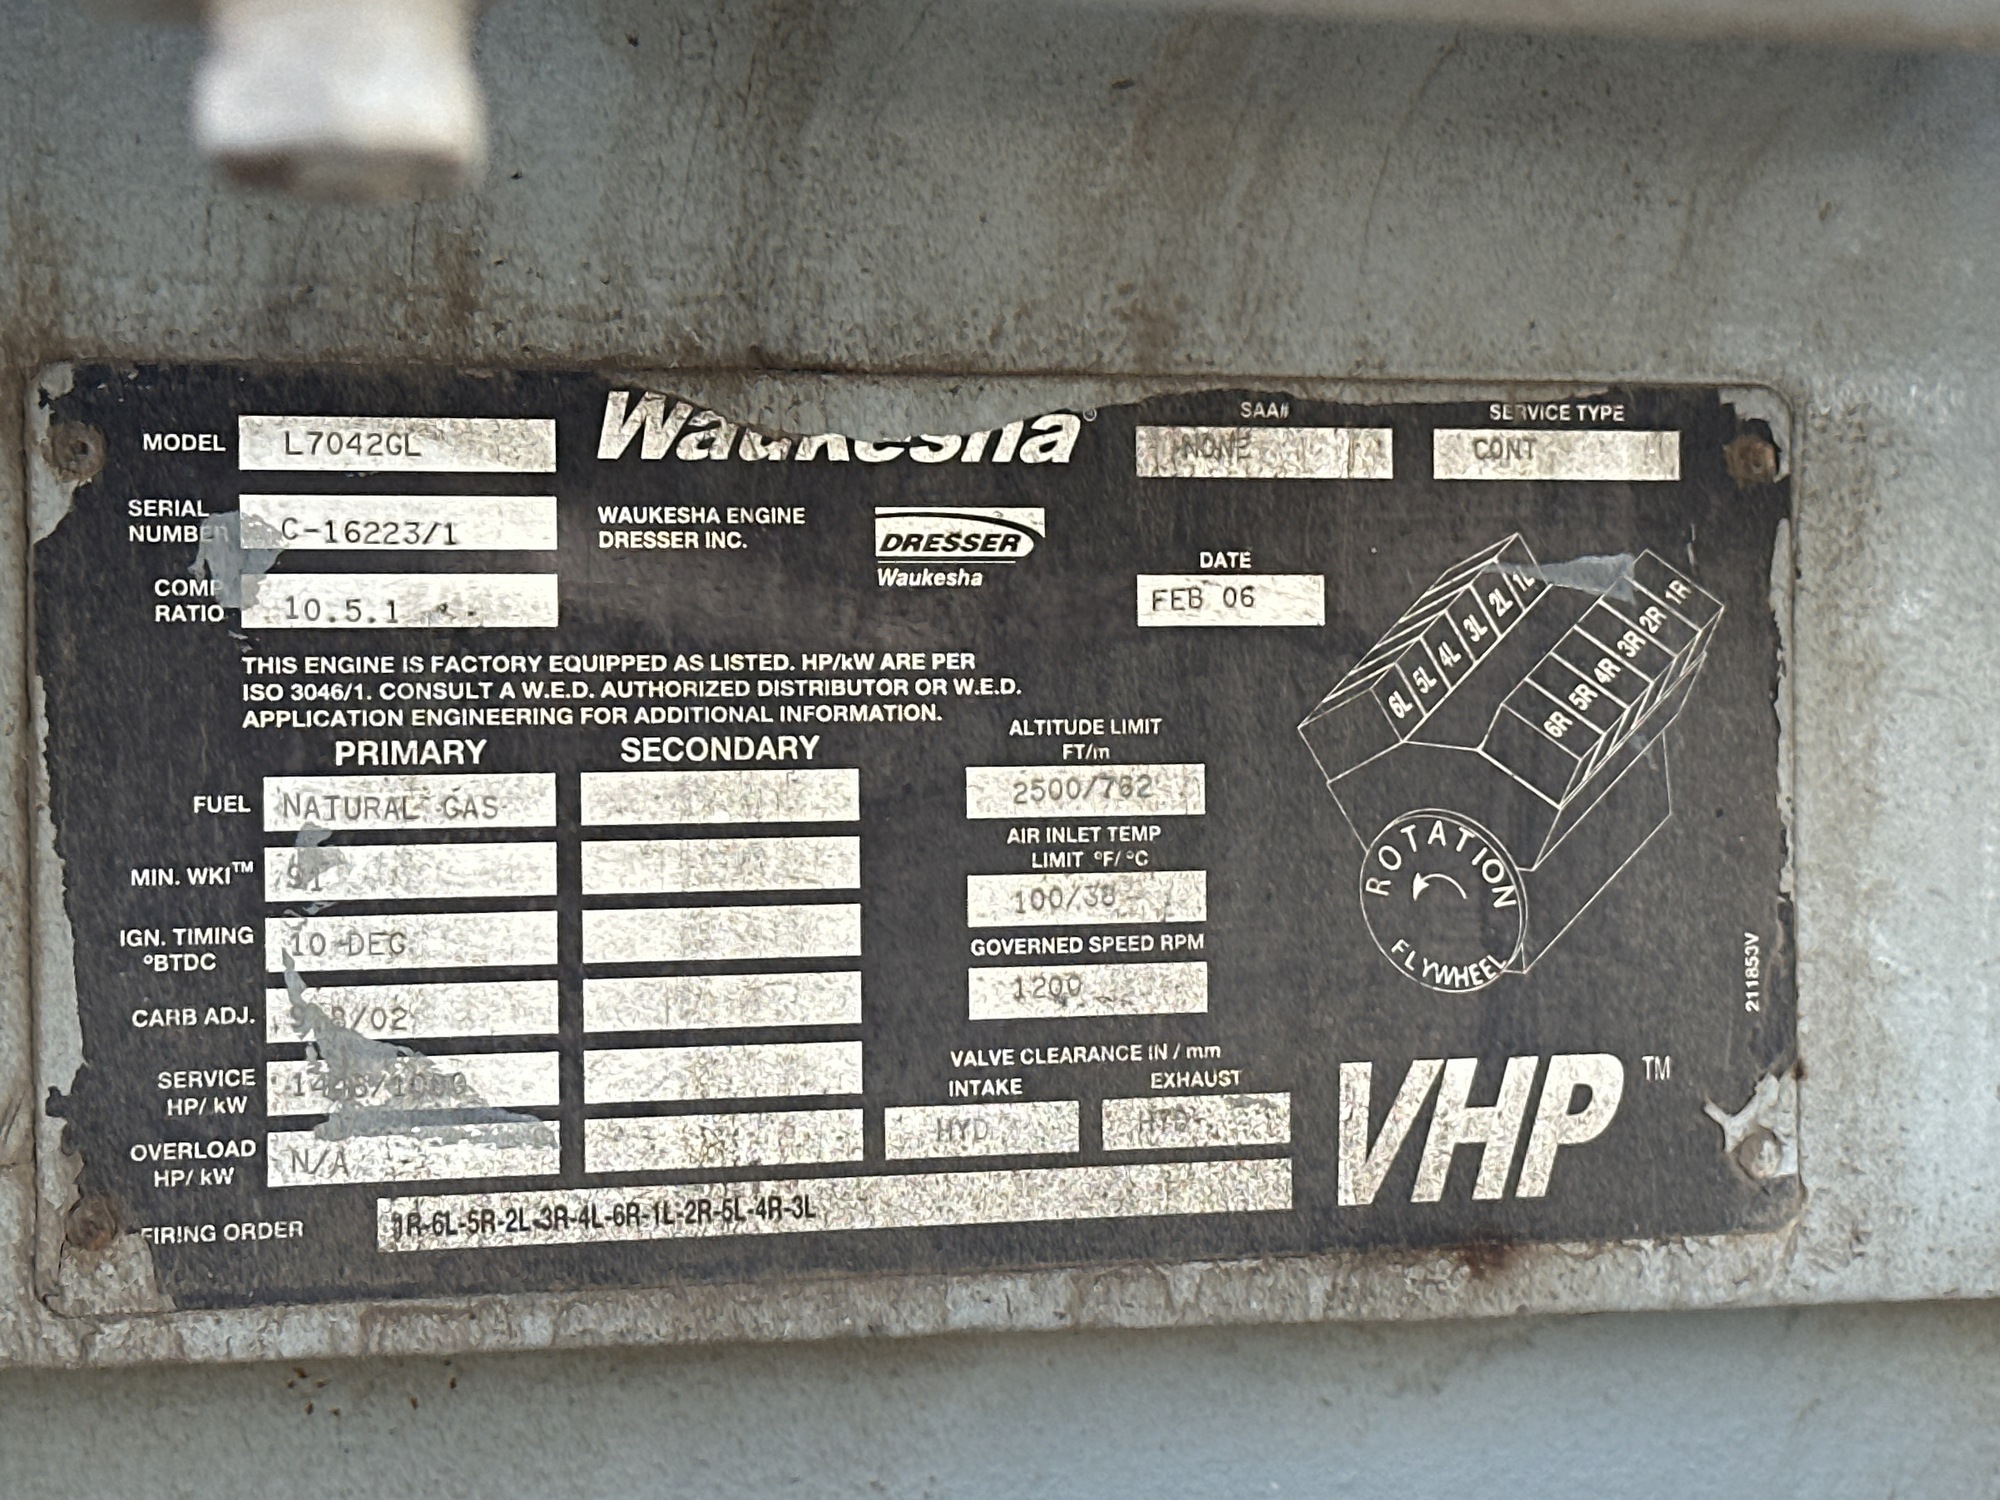 MODEL L7042GL
Waukesha®
SAA# NONE
SERVICE TYPE CONT
SERIAL NUMBER C-16223/1
WAUKESHA ENGINE
DRESSER INC.
DRESSER
Waukesha
DATE
FEB 06
COMP RATIO 10.5.1
THIS ENGINE IS FACTORY EQUIPPED AS LISTED. HP/kW ARE PER
ISO 3046/1. CONSULT A W.E.D. AUTHORIZED DISTRIBUTOR OR W.E.D.
APPLICATION ENGINEERING FOR ADDITIONAL INFORMATION.
PRIMARY SECONDARY
FUEL NATURAL GAS
MIN. WKI™ 91
IGN. TIMING °BTDC 10 DEG
CARB ADJ.
SERVICE HP/ kW
OVERLOAD HP/ kW N/A
ALTITUDE LIMIT
FT/m
2500/762
AIR INLET TEMP
LIMIT °F/ °C
100/38
GOVERNED SPEED RPM
1200
VALVE CLEARANCE IN / mm
INTAKE EXHAUST
HYD HYD
FIRING ORDER 1R-6L-5R-2L-3R-4L-6R-1L-2R-5L-4R-3L
6L 5L 4L 3L 2L 1L
6R 5R 4R 3R 2R 1R
ROTATION
FLYWHEEL
211853V
VHP™